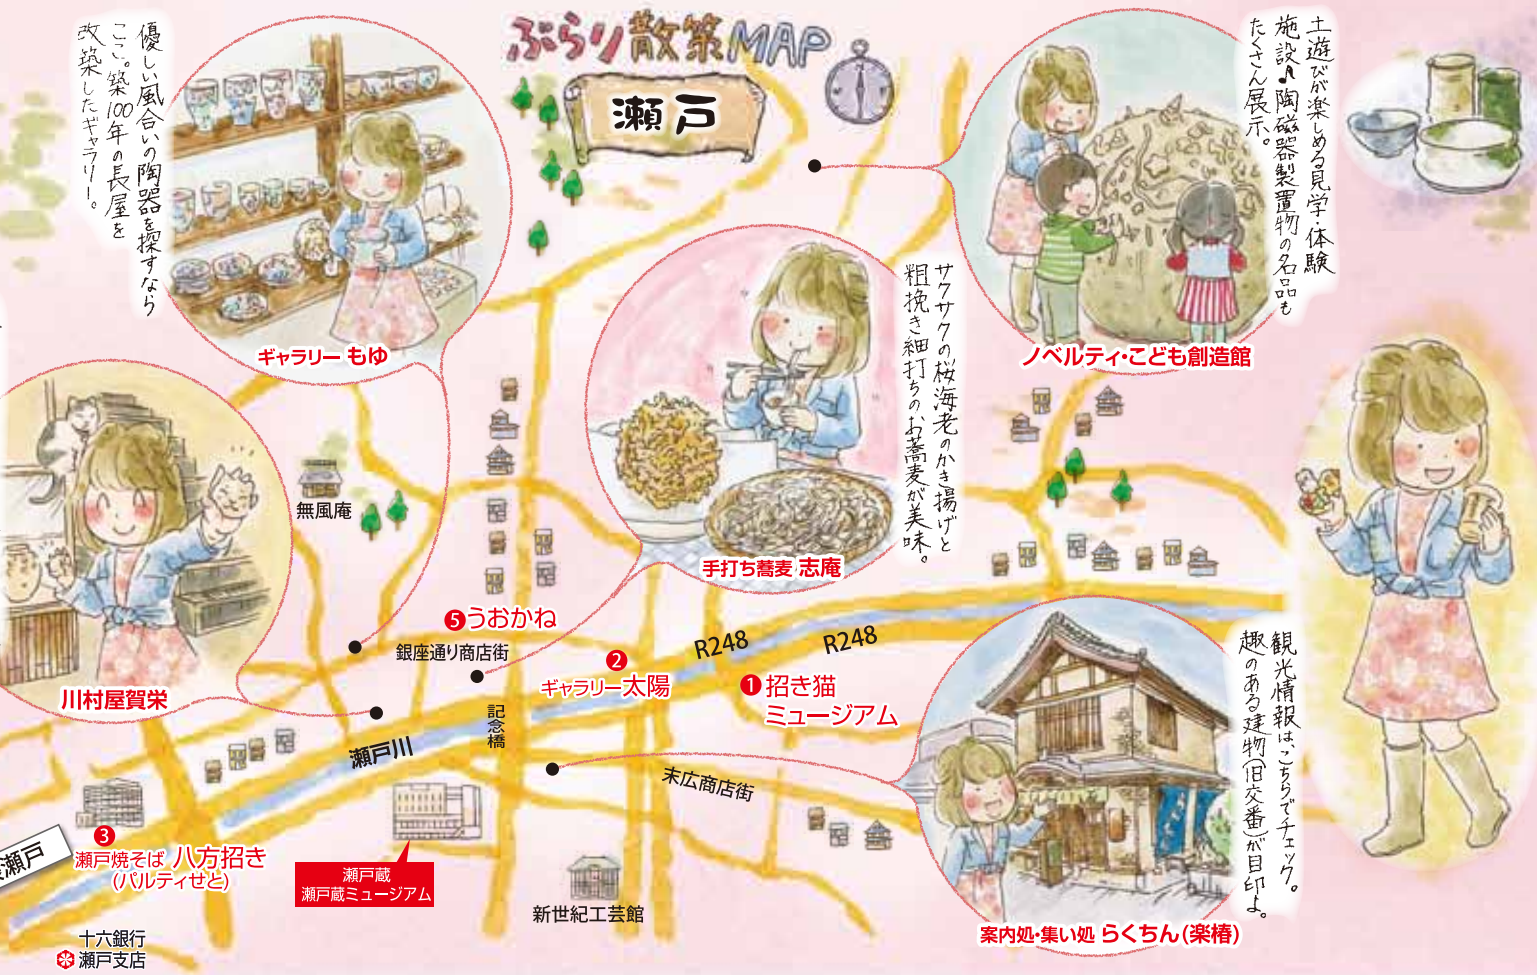 ぶらり散策MAP
瀬戸
優しい風合いの陶器を探すなら
ここ。築100年の長屋を
改築したギャラリー。
ギャラリー もゆ
土遊びが楽しめる見学・体験
施設♪陶磁器製置物の名品も
たくさん展示。
ノベルティ・こども創造館
サクサクの桜海老のかき揚げと
粗挽き細打ちのお蕎麦が美味。
手打ち蕎麦 志庵
無風庵
川村屋賀栄
❺うおかね
銀座通り商店街
❷
ギャラリー太陽
R248
R248
❶招き猫
ミュージアム
記念橋
瀬戸川
末広商店街
観光情報は、こちらでチェック。
趣のある建物(旧交番)が目印よ。
案内処・集い処 らくちん(楽椿)
❸
瀬戸焼そば 八方招き
(パルティせと)
瀬戸
瀬戸蔵
瀬戸蔵ミュージアム
新世紀工芸館
十六銀行
瀬戸支店